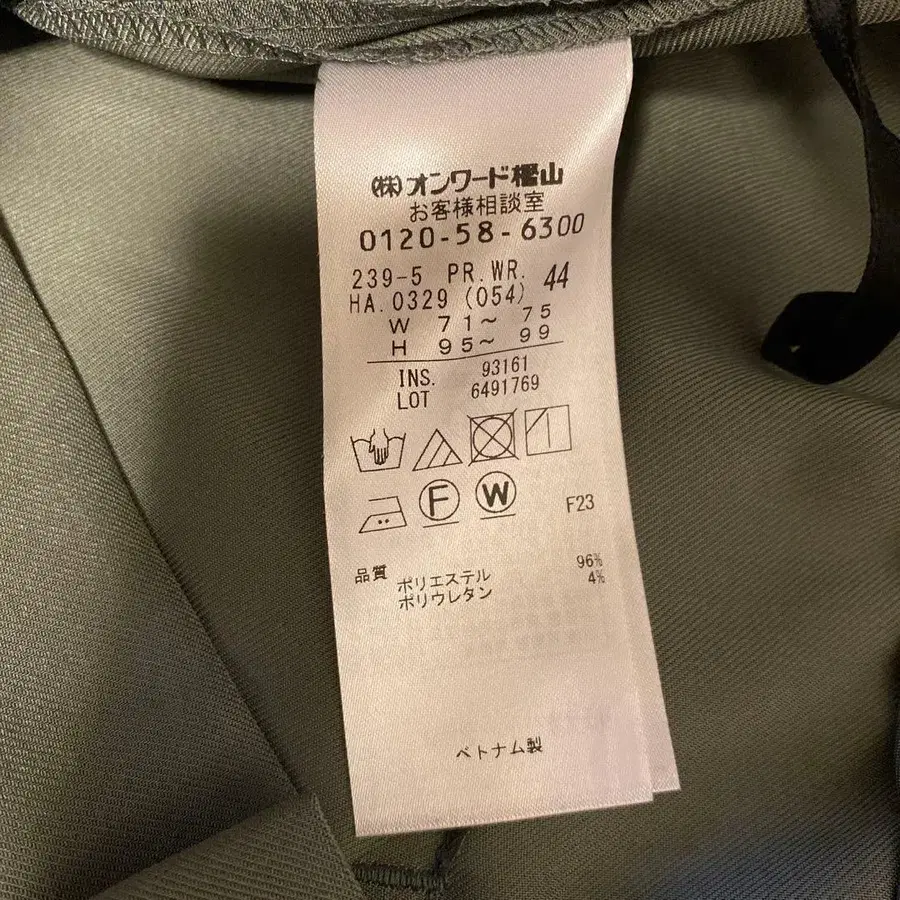 (株)オンワード樫山
お客様相談室
0120-58-6300
239-5 PR.WR. 44
HA.0329 (054)
W 71～ 75
H 95～ 99
INS. 93161
LOT 6491769
F W F23
品質 ポリエステル 96%
ポリウレタン 4%
ベトナム製